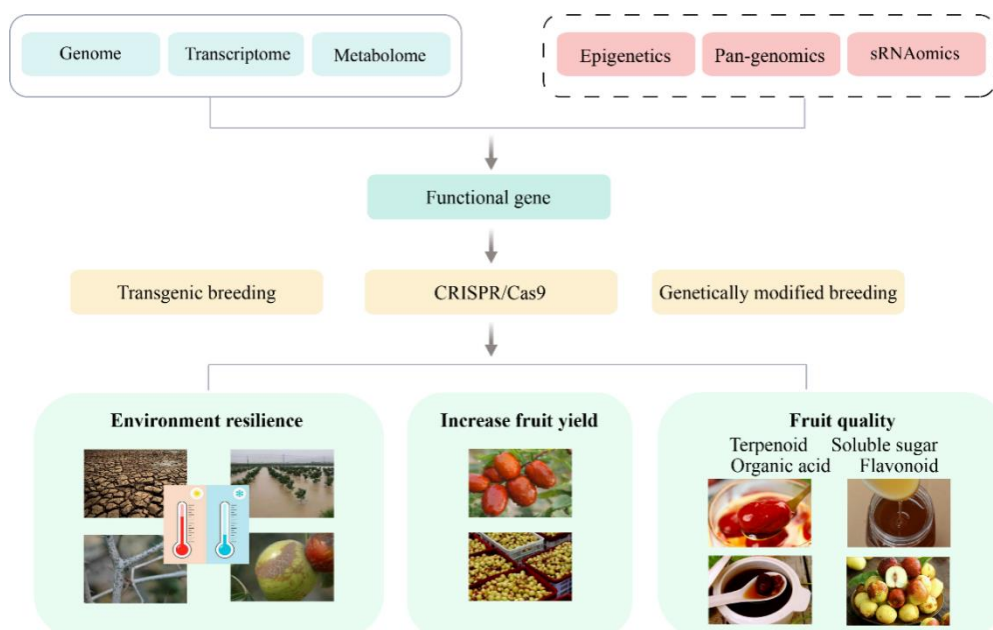 Genome
Transcriptome
Metabolome
Epigenetics
Pan-genomics
sRNAomics
Functional gene
Transgenic breeding
CRISPR/Cas9
Genetically modified breeding
Environment resilience
Increase fruit yield
Fruit quality
Terpenoid Soluble sugar
Organic acid Flavonoid